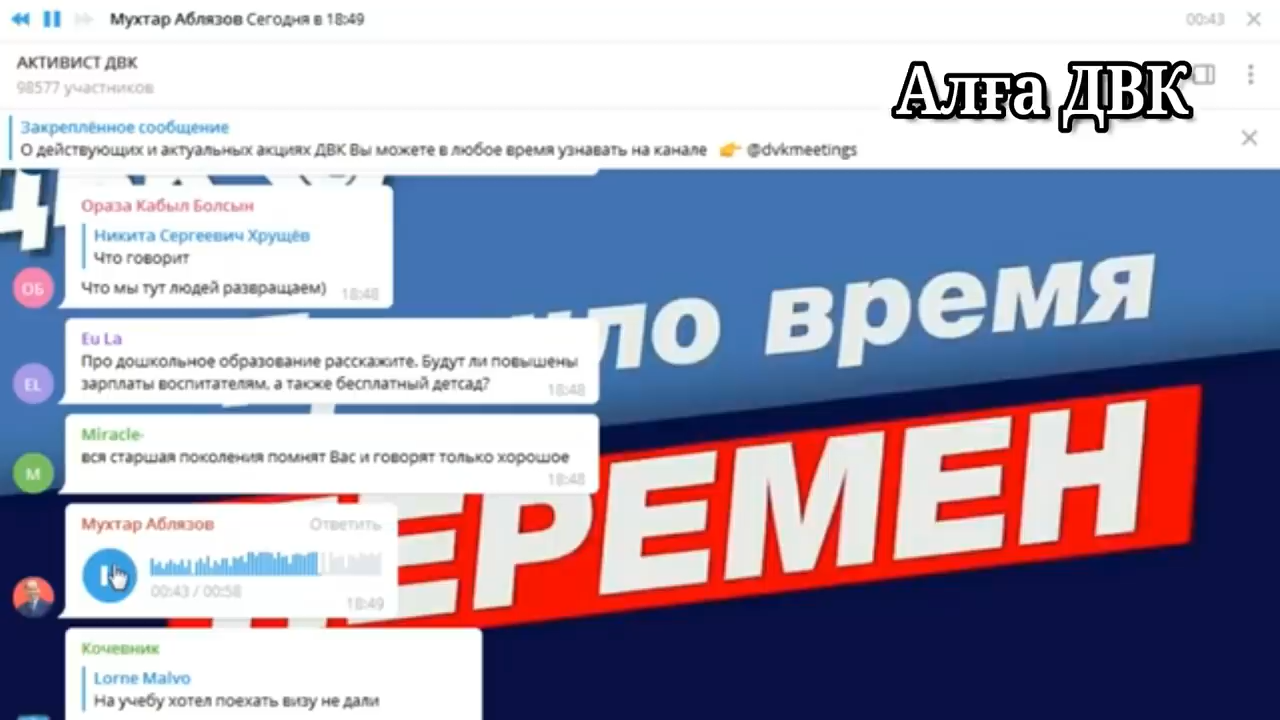 Мухтар Аблязов Сегодня в 18:49
00:43
АКТИВИСТ ДВК
98577 участников
Алға ДВК
Закреплённое сообщение
О действующих и актуальных акциях ДВК Вы можете в любое время узнавать на канале 👉 @dvkmeetings
Ораза Кабыл Болсын
Никита Сергеевич Хрущёв
Что говорит
ОБ
Что мы тут людей развращаем)
18:48
ло время
Eu La
Про дошкольное образование расскажите. Будут ли повышены
EL
зарплаты воспитателям, а также бесплатный детсад?
18:48
Miracle-
вся старшая поколения помнят Вас и говорят только хорошое
M
18:48
ПЕРЕМЕН
Мухтар Аблязов
Ответить
00:43 / 00:58
18:49
Кочевник
Lorne Malvo
На учебу хотел поехать визу не дали